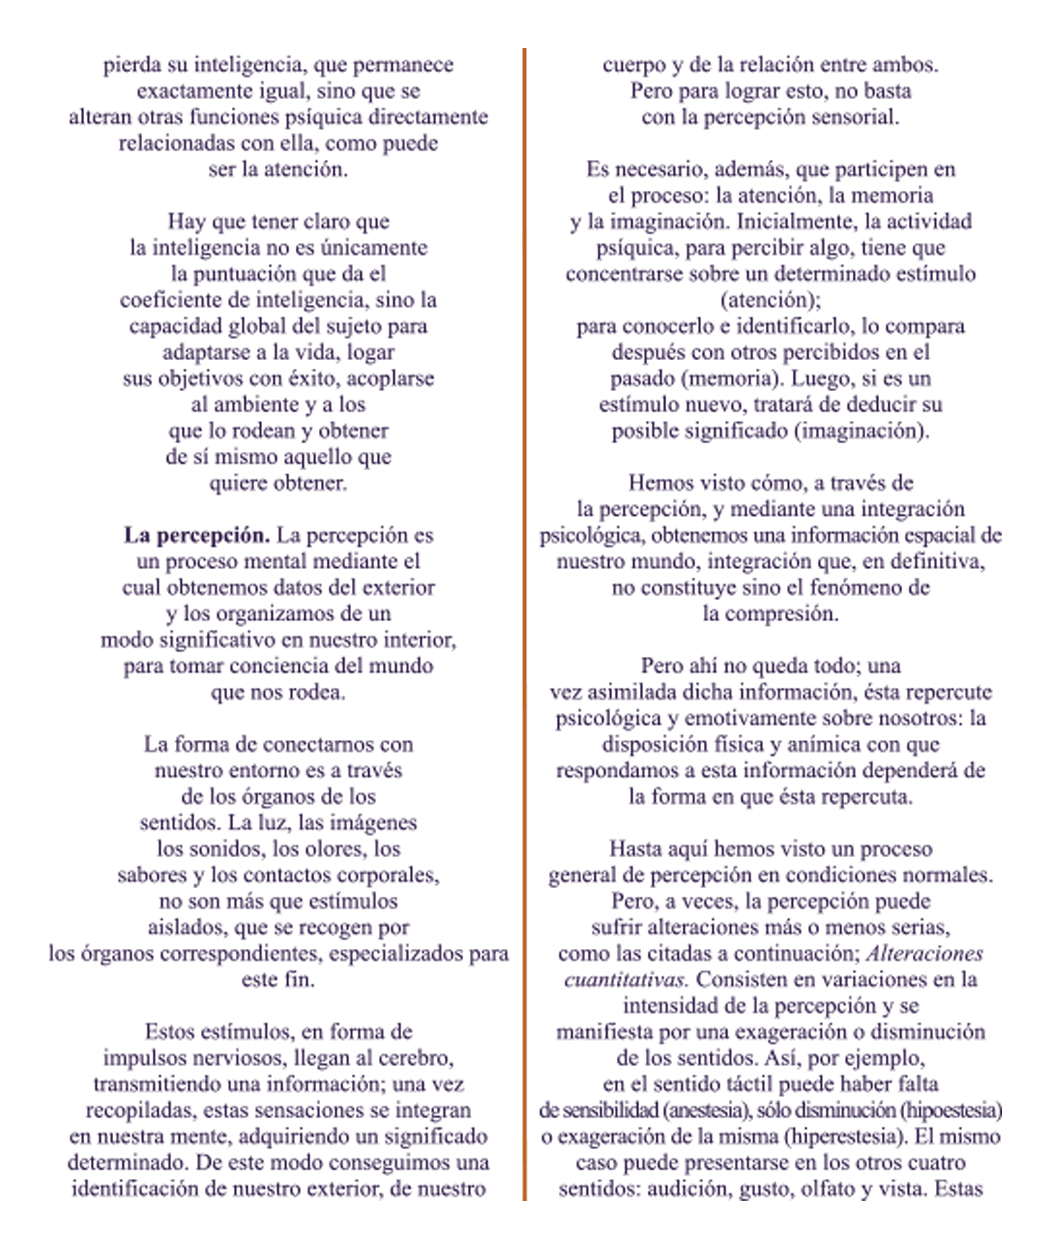 pierda su inteligencia, que permanece
exactamente igual, sino que se
alteran otras funciones psíquica directamente
relacionadas con ella, como puede
ser la atención.
Hay que tener claro que
la inteligencia no es únicamente
la puntuación que da el
coeficiente de inteligencia, sino la
capacidad global del sujeto para
adaptarse a la vida, logar
sus objetivos con éxito, acoplarse
al ambiente y a los
que lo rodean y obtener
de sí mismo aquello que
quiere obtener.
La percepción. La percepción es
un proceso mental mediante el
cual obtenemos datos del exterior
y los organizamos de un
modo significativo en nuestro interior,
para tomar conciencia del mundo
que nos rodea.
La forma de conectarnos con
nuestro entorno es a través
de los órganos de los
sentidos. La luz, las imágenes
los sonidos, los olores, los
sabores y los contactos corporales,
no son más que estímulos
aislados, que se recogen por
los órganos correspondientes, especializados para
este fin.
Estos estímulos, en forma de
impulsos nerviosos, llegan al cerebro,
transmitiendo una información; una vez
recopiladas, estas sensaciones se integran
en nuestra mente, adquiriendo un significado
determinado. De este modo conseguimos una
identificación de nuestro exterior, de nuestro
cuerpo y de la relación entre ambos.
Pero para lograr esto, no basta
con la percepción sensorial.
Es necesario, además, que participen en
el proceso: la atención, la memoria
y la imaginación. Inicialmente, la actividad
psíquica, para percibir algo, tiene que
concentrarse sobre un determinado estímulo
(atención);
para conocerlo e identificarlo, lo compara
después con otros percibidos en el
pasado (memoria). Luego, si es un
estímulo nuevo, tratará de deducir su
posible significado (imaginación).
Hemos visto cómo, a través de
la percepción, y mediante una integración
psicológica, obtenemos una información espacial de
nuestro mundo, integración que, en definitiva,
no constituye sino el fenómeno de
la compresión.
Pero ahí no queda todo; una
vez asimilada dicha información, ésta repercute
psicológica y emotivamente sobre nosotros: la
disposición física y anímica con que
respondamos a esta información dependerá de
la forma en que ésta repercuta.
Hasta aquí hemos visto un proceso
general de percepción en condiciones normales.
Pero, a veces, la percepción puede
sufrir alteraciones más o menos serias,
como las citadas a continuación; Alteraciones
cuantitativas. Consisten en variaciones en la
intensidad de la percepción y se
manifiesta por una exageración o disminución
de los sentidos. Así, por ejemplo,
en el sentido táctil puede haber falta
de sensibilidad (anestesia), sólo disminución (hipoestesia)
o exageración de la misma (hiperestesia). El mismo
caso puede presentarse en los otros cuatro
sentidos: audición, gusto, olfato y vista. Estas